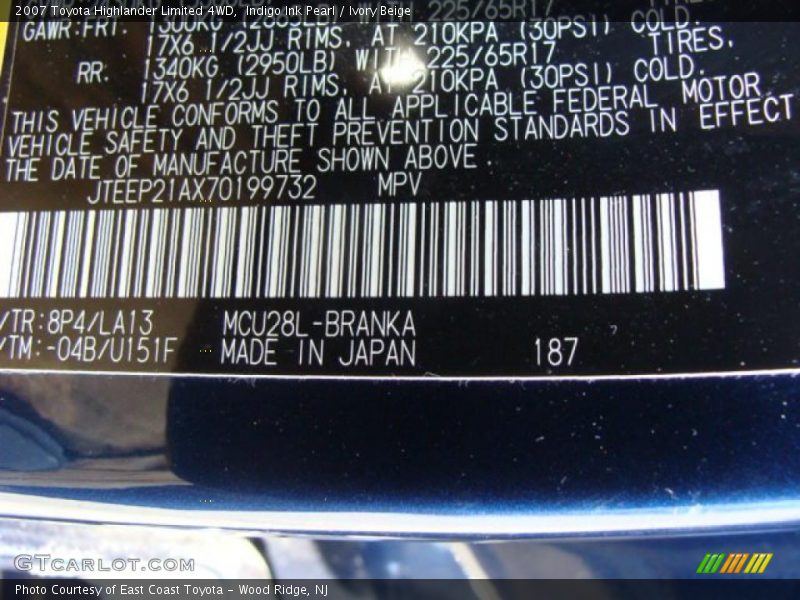 2007 Toyota Highlander Limited 4WD, Indigo Ink Pearl / Ivory Beige
225/65R17
GAWR:FRT. COLD.
17X6 1/2JJ RIMS, AT 210KPA (30PSI) COLD.
RR. 1340KG (2950LB) WITH 225/65R17 TIRES,
17X6 1/2JJ RIMS, AT 210KPA (30PSI) COLD.
THIS VEHICLE CONFORMS TO ALL APPLICABLE FEDERAL MOTOR
VEHICLE SAFETY AND THEFT PREVENTION STANDARDS IN EFFECT
THE DATE OF MANUFACTURE SHOWN ABOVE.
JTEEP21AX70199732 MPV
/TR:8P4/LA13 MCU28L-BRANKA
/TM:-04B/U151F MADE IN JAPAN 187
GTCARLOT.COM
Photo Courtesy of East Coast Toyota - Wood Ridge, NJ